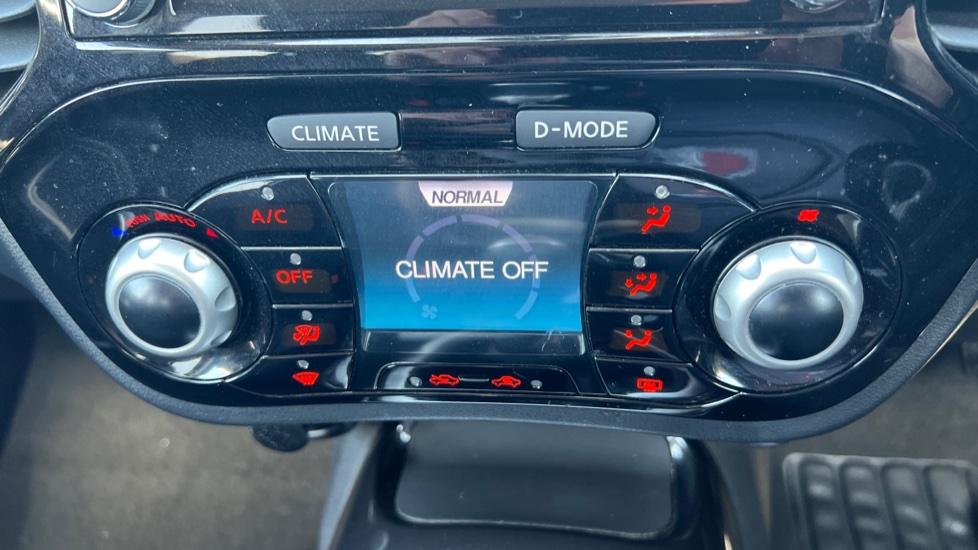 CLIMATE
D-MODE
NORMAL
AUTO
A/C
CLIMATE OFF
OFF